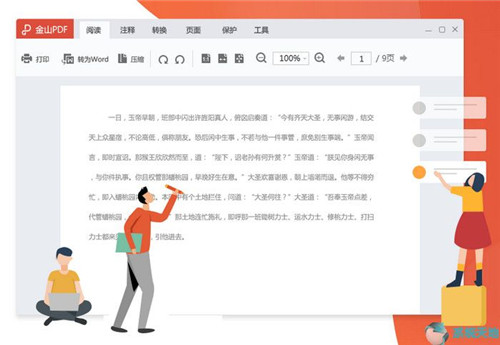 金山PDF 阅读 注释 转换 页面 保护 工具
打印 转为Word 压缩 100% 1 / 9页
一日，玉帝早朝，班部中闪出许旌阳真人，俯囟启奏道：“今有齐天大圣，无事闲游，结交
天上众星宿，不论高低，俱称朋友。恐后闲中生事，不若与他一件事管，庶免别生事端。”玉帝闻
言，即时宣诏。那猴王欣欣然而至，道：“陛下，诏老孙有何升赏？”玉帝道：“朕见你身闲无事
，与你件执事。你且权管那蟠桃园，早晚好生在意。”大圣欢喜谢恩，朝上唱喏而退。他等不得穷
忙，即入蟠桃园 本 中有个土地拦住，问道：“大圣何往？”大圣道：“吾奉玉帝点差，
代管蟠桃园， ”那土地连忙施礼，即呼那一班锄树力士、运水力士、修桃力士、打扫
力士都来 ，引他进去。